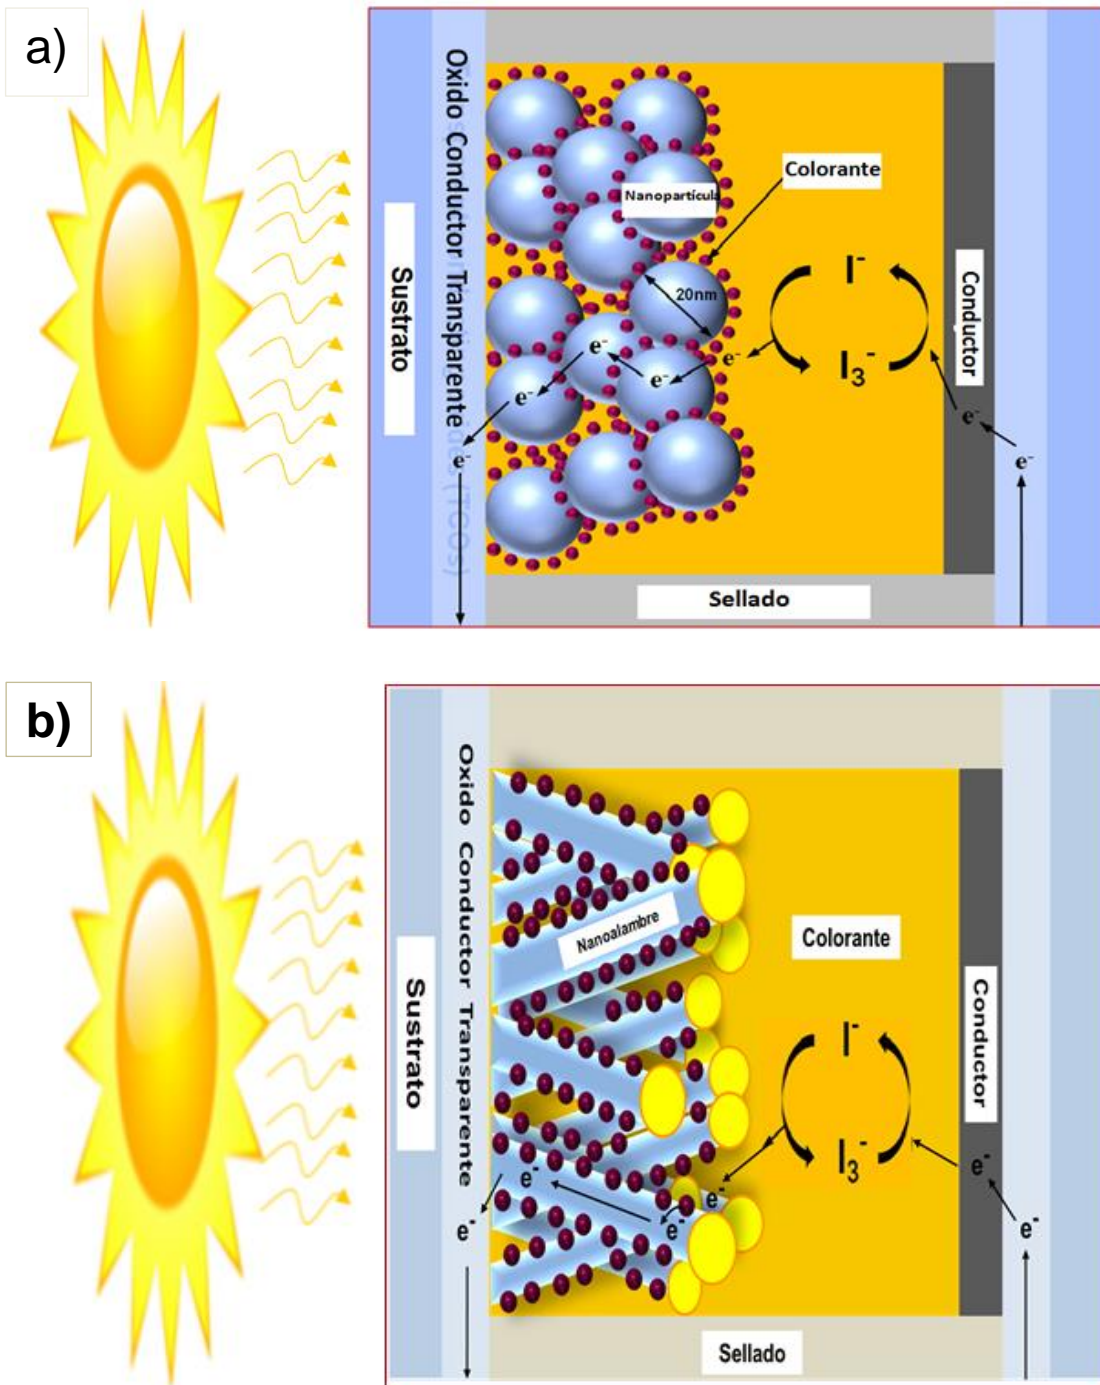 a)
Sustrato
Oxido Conductor Transparente
(TCOs)
Nanopartícula
Colorante
20nm
I-
I3-
Conductor
e-
e-
e-
e-
e-
e-
e-
Sellado
b)
Sustrato
Oxido Conductor Transparente
Nanoalambre
Colorante
I-
I3-
Conductor
e-
e-
e-
e-
e-
e-
Sellado